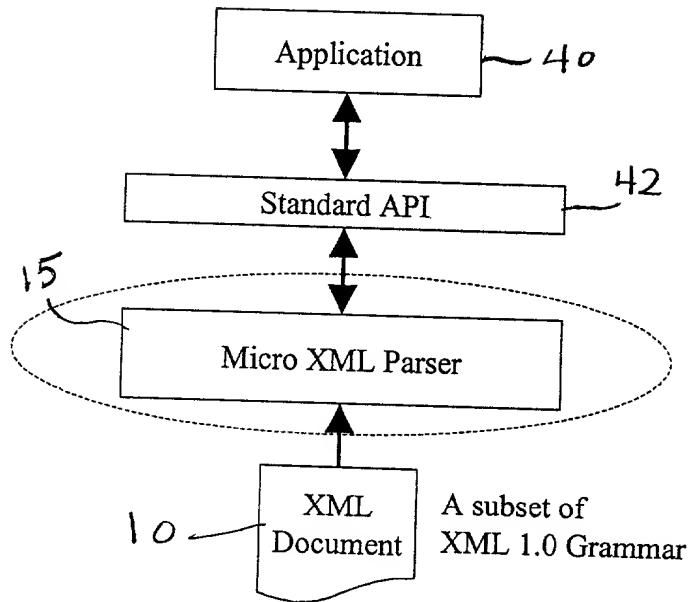 Application
40
Standard API
42
15
Micro XML Parser
10
XML
Document
A subset of
XML 1.0 Grammar